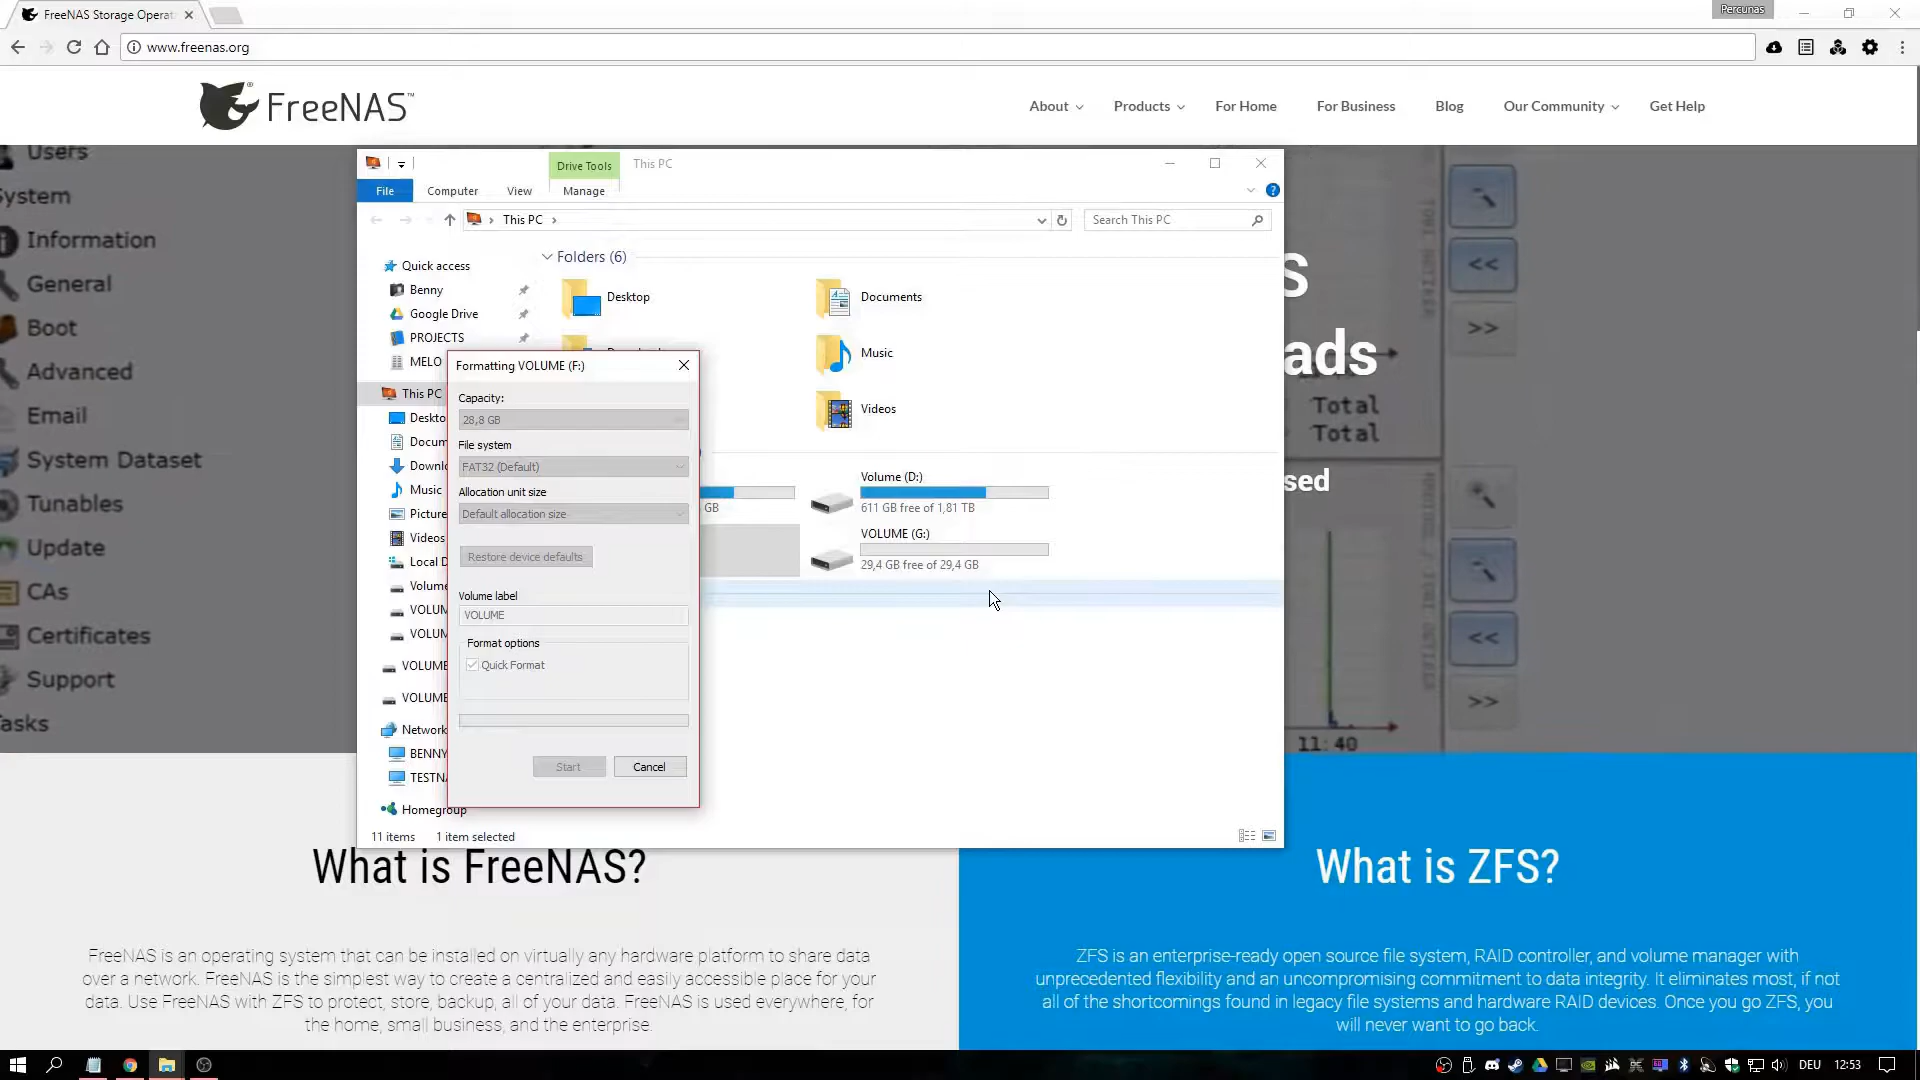 FreeNAS Storage Operat
Percunas
www.freenas.org
FreeNAS™
About
Products
For Home
For Business
Blog
Our Community
Get Help
Users
System
Information
General
Boot
Advanced
Email
System Dataset
Tunables
Update
CAs
Certificates
Support
Tasks
Drive Tools
This PC
File
Computer
View
Manage
This PC
Search This PC
Quick access
Benny
Google Drive
PROJECTS
MELO
This PC
Deskto
Docum
Downlo
Music
Picture
Videos
Local D
Volume
VOLUM
VOLUM
VOLUME
VOLUME
Network
BENNY
TESTNA
Homegroup
Folders (6)
Desktop
Documents
Music
Videos
GB
Volume (D:)
611 GB free of 1,81 TB
VOLUME (G:)
29,4 GB free of 29,4 GB
Formatting VOLUME (F:)
Capacity:
28,8 GB
File system
FAT32 (Default)
Allocation unit size
Default allocation size
Restore device defaults
Volume label
VOLUME
Format options
Quick Format
Start
Cancel
11 items
1 item selected
S
ads
Total
Total
sed
<<
>>
<<
>>
11:40
What is FreeNAS?
FreeNAS is an operating system that can be installed on virtually any hardware platform to share data
over a network. FreeNAS is the simplest way to create a centralized and easily accessible place for your
data. Use FreeNAS with ZFS to protect, store, backup, all of your data. FreeNAS is used everywhere, for
the home, small business, and the enterprise.
What is ZFS?
ZFS is an enterprise-ready open source file system, RAID controller, and volume manager with
unprecedented flexibility and an uncompromising commitment to data integrity. It eliminates most, if not
all of the shortcomings found in legacy file systems and hardware RAID devices. Once you go ZFS, you
will never want to go back.
DEU
12:53